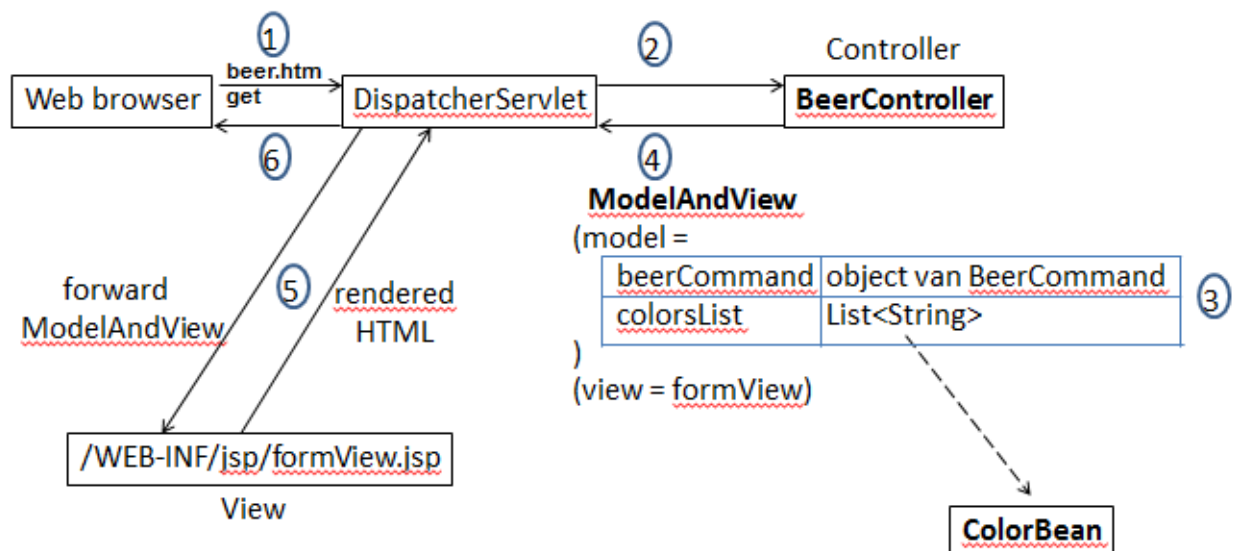 1
2
Controller
beer.htm
get
Web browser
DispatcherServlet
BeerController
6
4
ModelAndView
(model =
beerCommand
object van BeerCommand
colorsList
List<String>
3
)
(view = formView)
forward
ModelAndView
5
rendered
HTML
/WEB-INF/jsp/formView.jsp
View
ColorBean